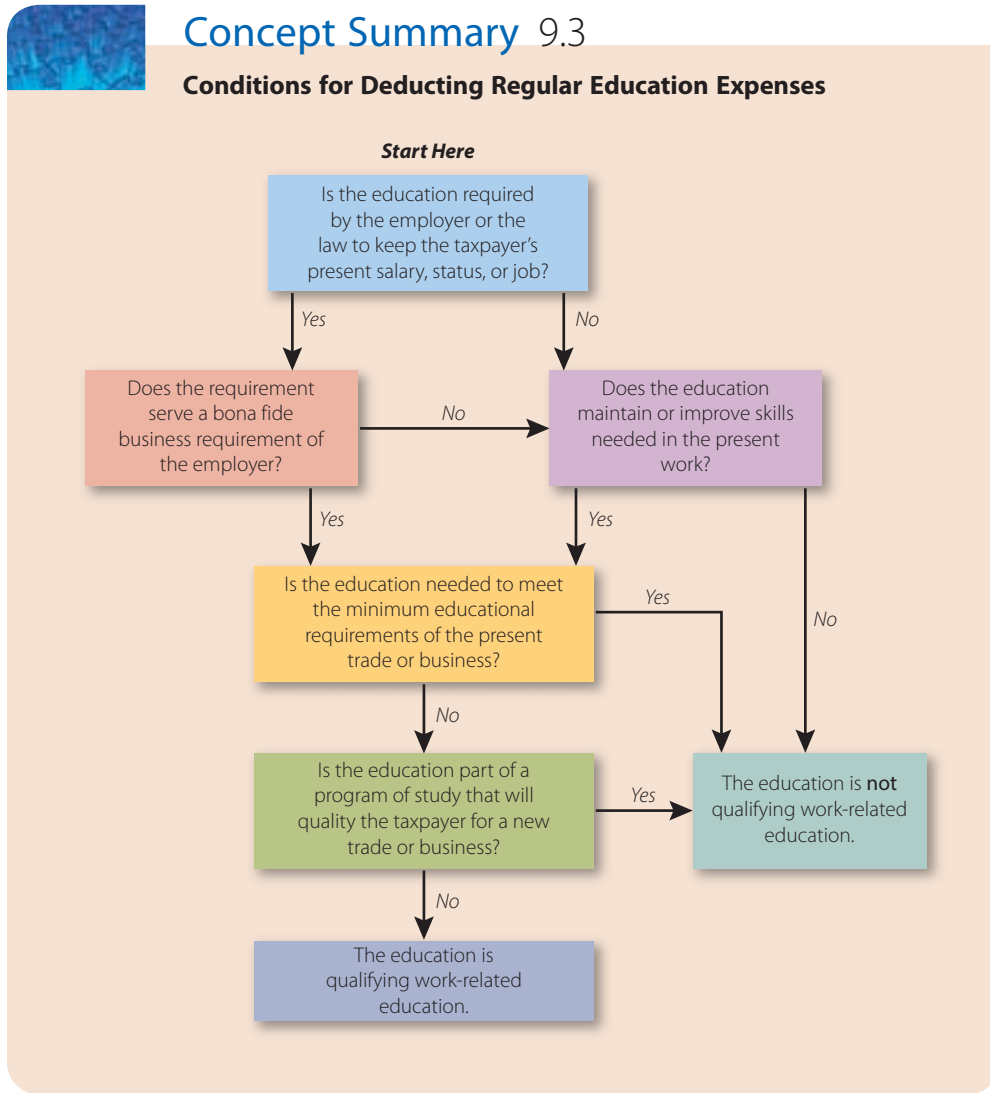 Concept Summary 9.3
Conditions for Deducting Regular Education Expenses
Start Here
Is the education required
by the employer or the
law to keep the taxpayer's
present salary, status, or job?
Yes
No
Does the requirement
serve a bona fide
business requirement of
the employer?
No
Does the education
maintain or improve skills
needed in the present
work?
Yes
Yes
Is the education needed to meet
the minimum educational
requirements of the present
trade or business?
Yes
No
No
Is the education part of a
program of study that will
quality the taxpayer for a new
trade or business?
Yes
The education is not
qualifying work-related
education.
No
The education is
qualifying work-related
education.